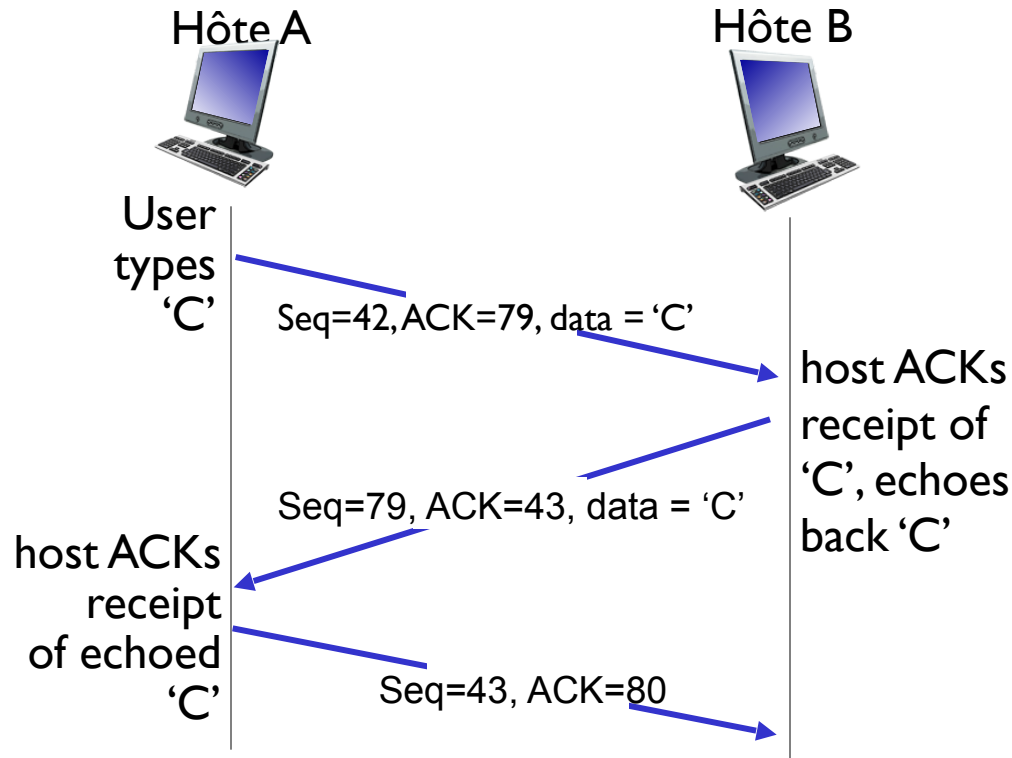 Hôte A
Hôte B
User
types
‘C’
Seq=42, ACK=79, data = ‘C’
host ACKs
receipt of
‘C’, echoes
back ‘C’
Seq=79, ACK=43, data = ‘C’
host ACKs
receipt
of echoed
‘C’
Seq=43, ACK=80